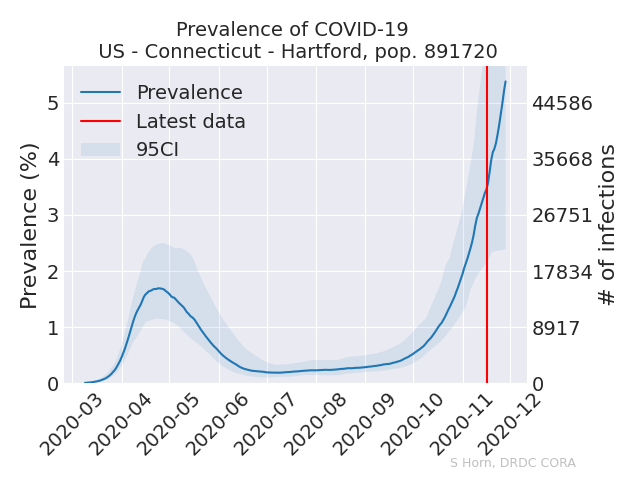 Prevalence of COVID-19
US - Connecticut - Hartford, pop. 891720
Prevalence
Latest data
95CI
Prevalence (%)
5
4
3
2
1
0
44586
35668
26751
17834
8917
0
# of infections
2020-03
2020-04
2020-05
2020-06
2020-07
2020-08
2020-09
2020-10
2020-11
2020-12
S Horn, DRDC CORA